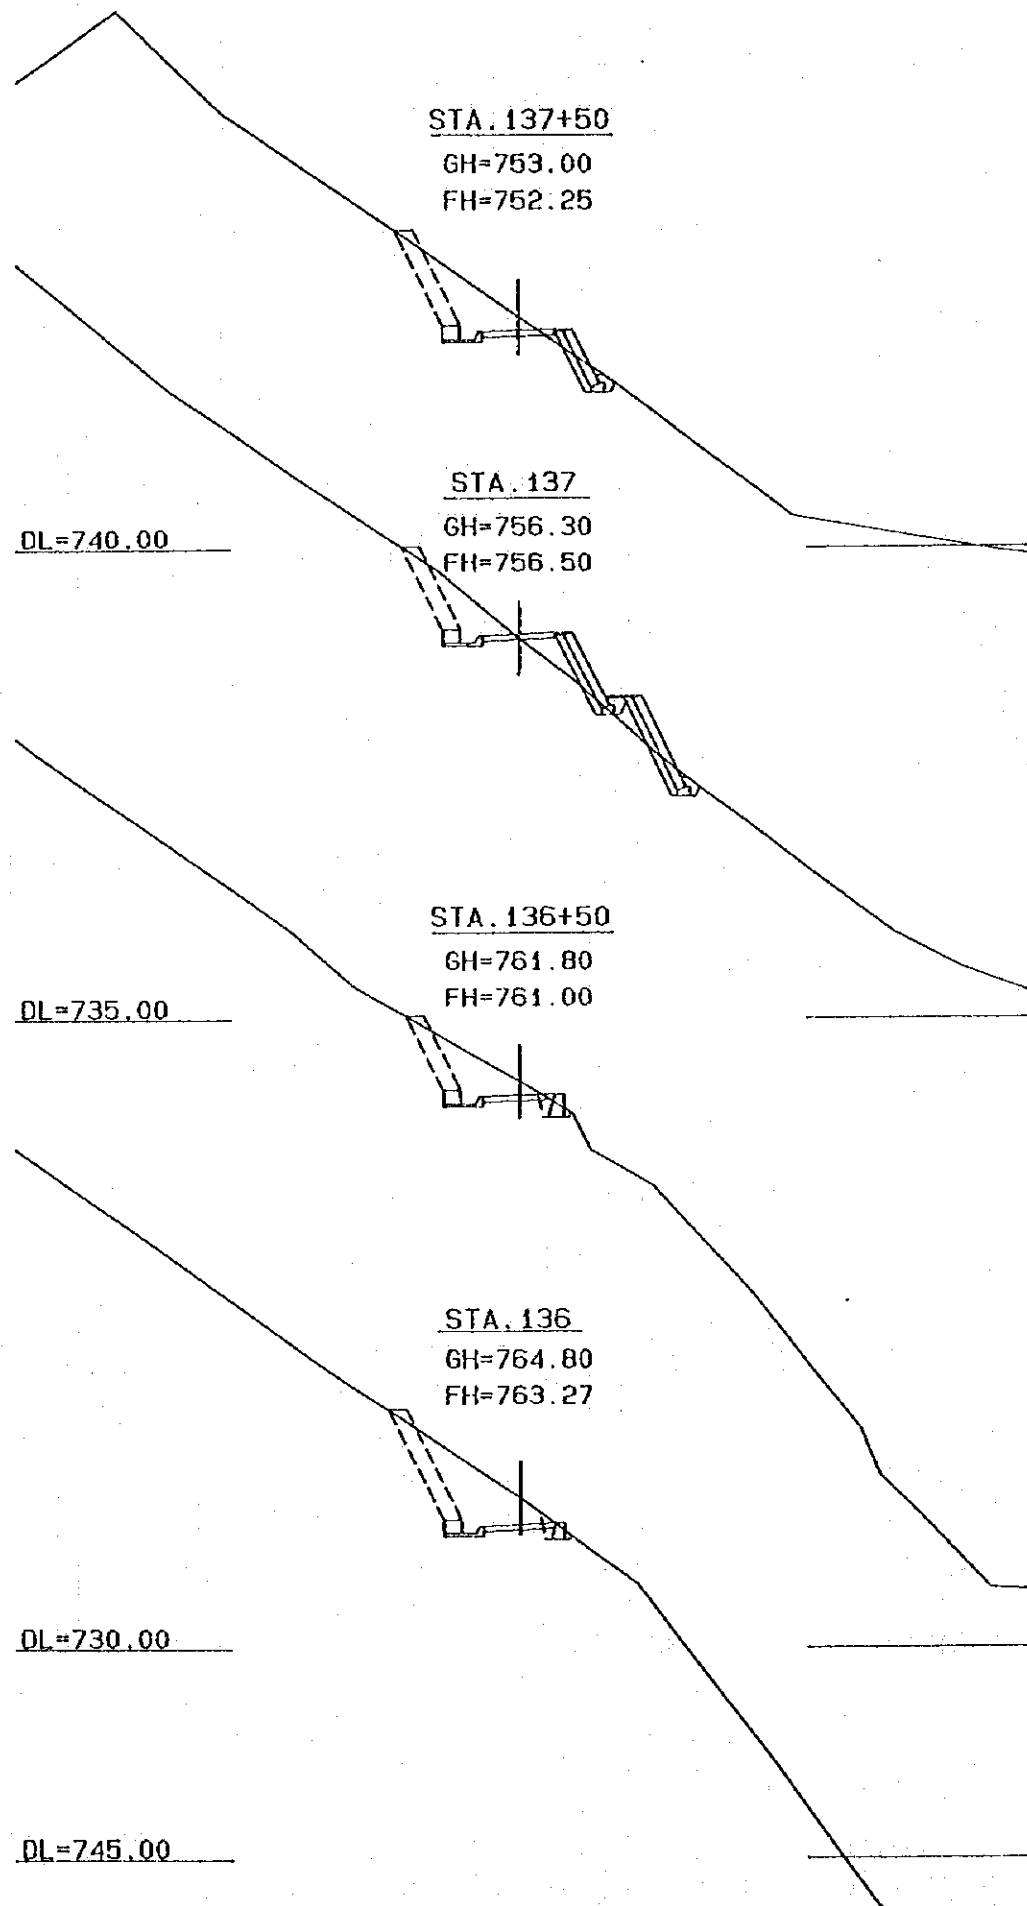 STA.137+50
GH=753.00
FH=752.25
STA.137
GH=756.30
FH=756.50
DL=740.00
STA.136+50
GH=761.80
FH=761.00
DL=735.00
STA.136
GH=764.80
FH=763.27
DL=730.00
DL=745.00